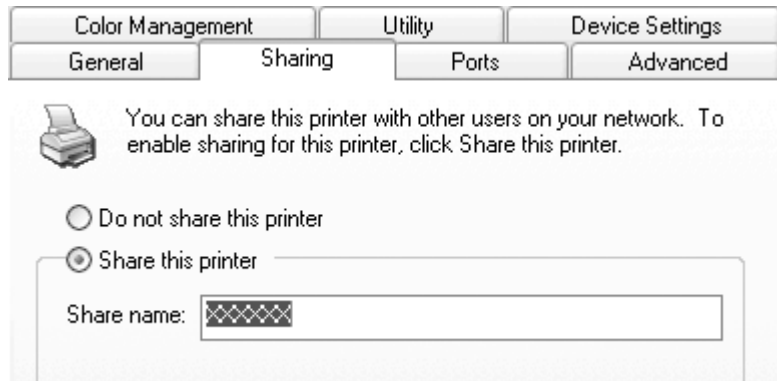 Color Management Utility Device Settings
General Sharing Ports Advanced
You can share this printer with other users on your network. To
enable sharing for this printer, click Share this printer.
Do not share this printer
Share this printer
Share name: XXXXXX